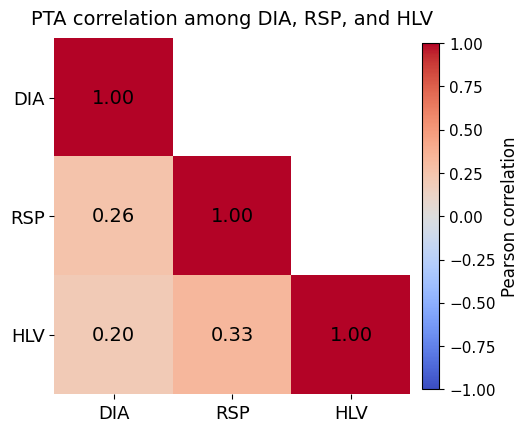 PTA correlation among DIA, RSP, and HLV
DIA
1.00
RSP
0.26
1.00
HLV
0.20
0.33
1.00
DIA
RSP
HLV
1.00
0.75
0.50
0.25
0.00
−0.25
−0.50
−0.75
−1.00
Pearson correlation